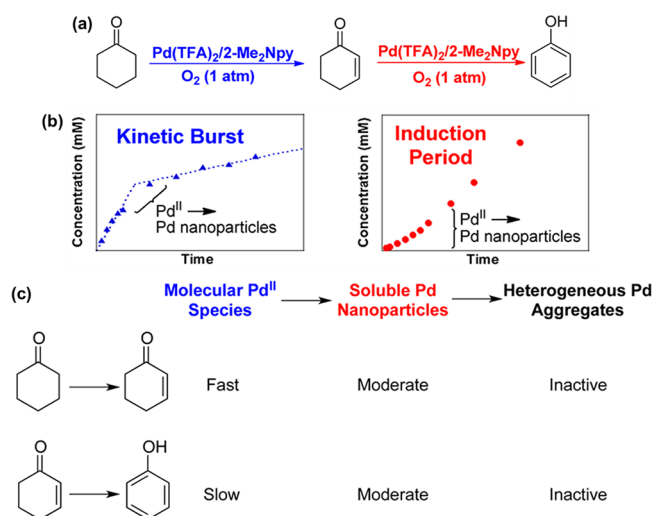 (a)
O
Pd(TFA)2/2-Me2Npy
O2 (1 atm)
O
Pd(TFA)2/2-Me2Npy
O2 (1 atm)
OH
(b)
Concentration (mM)
Kinetic Burst
PdII
Pd nanoparticles
Time
Concentration (mM)
Induction
Period
PdII
Pd nanoparticles
Time
(c)
Molecular PdII
Species
Soluble Pd
Nanoparticles
Heterogeneous Pd
Aggregates
O
O
Fast
Moderate
Inactive
O
OH
Slow
Moderate
Inactive